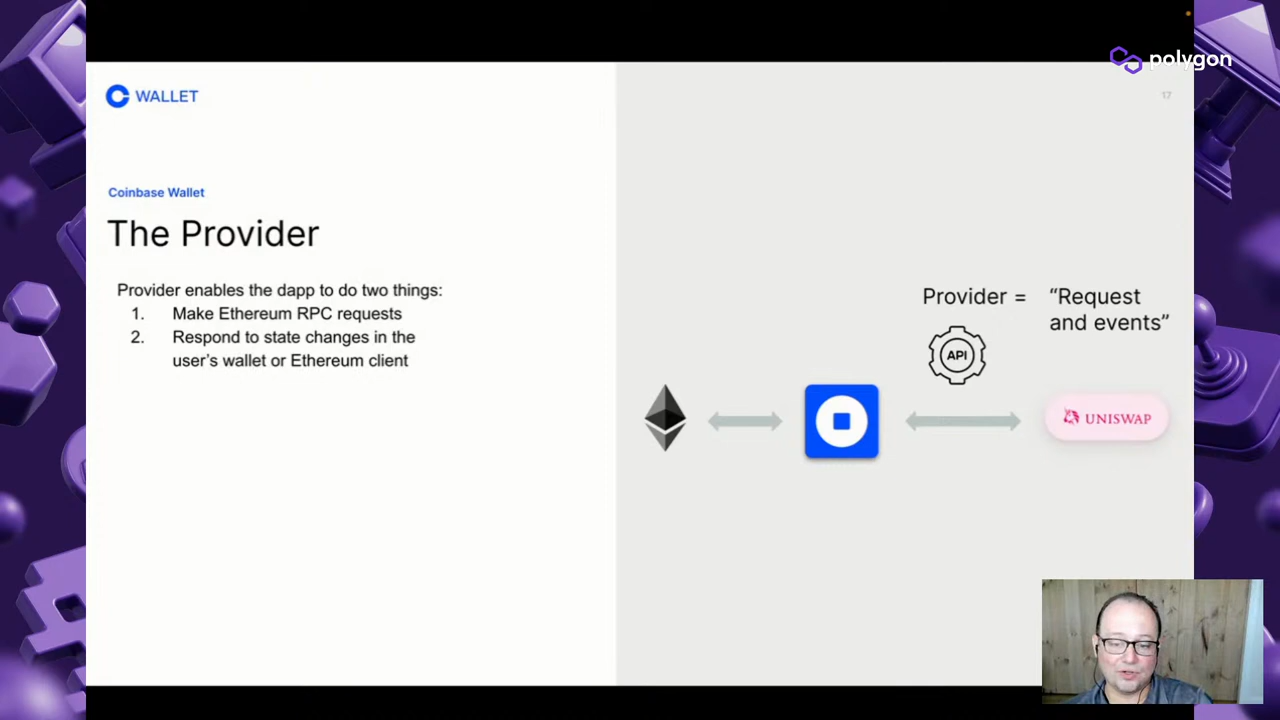 polygon
WALLET
17
Coinbase Wallet
The Provider
Provider enables the dapp to do two things:
1. Make Ethereum RPC requests
2. Respond to state changes in the
user's wallet or Ethereum client
Provider = “Request
and events”
API
UNISWAP